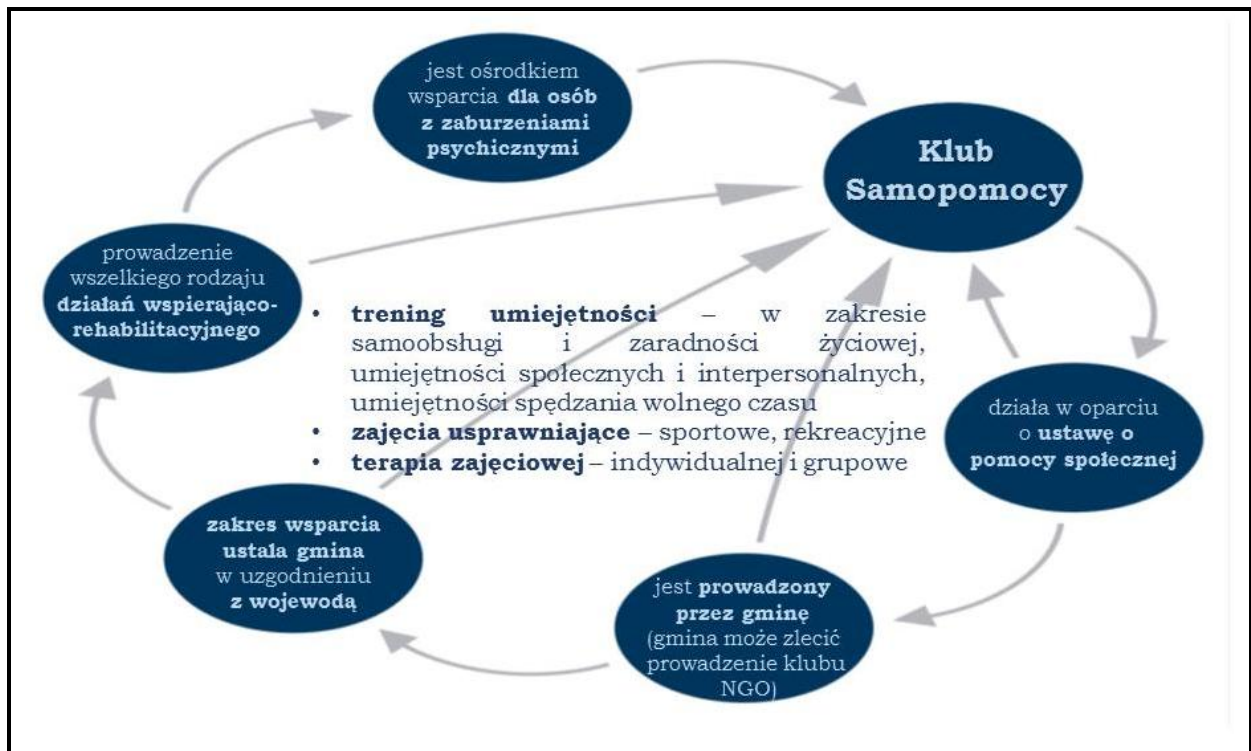 jest ośrodkiem
wsparcia dla osób
z zaburzeniami
psychicznymi
Klub
Samopomocy
prowadzenie
wszelkiego rodzaju
działań wspierająco-
rehabilitacyjnego
• trening umiejętności – w zakresie
samoobsługi i zaradności życiowej,
umiejętności społecznych i interpersonalnych,
umiejętności spędzania wolnego czasu
• zajęcia usprawniające – sportowe, rekreacyjne
• terapia zajęciowej – indywidualnej i grupowe
działa w oparciu
o ustawę o
pomocy społecznej
zakres wsparcia
ustala gmina
w uzgodnieniu
z wojewodą
jest prowadzony
przez gminę
(gmina może zlecić
prowadzenie klubu
NGO)